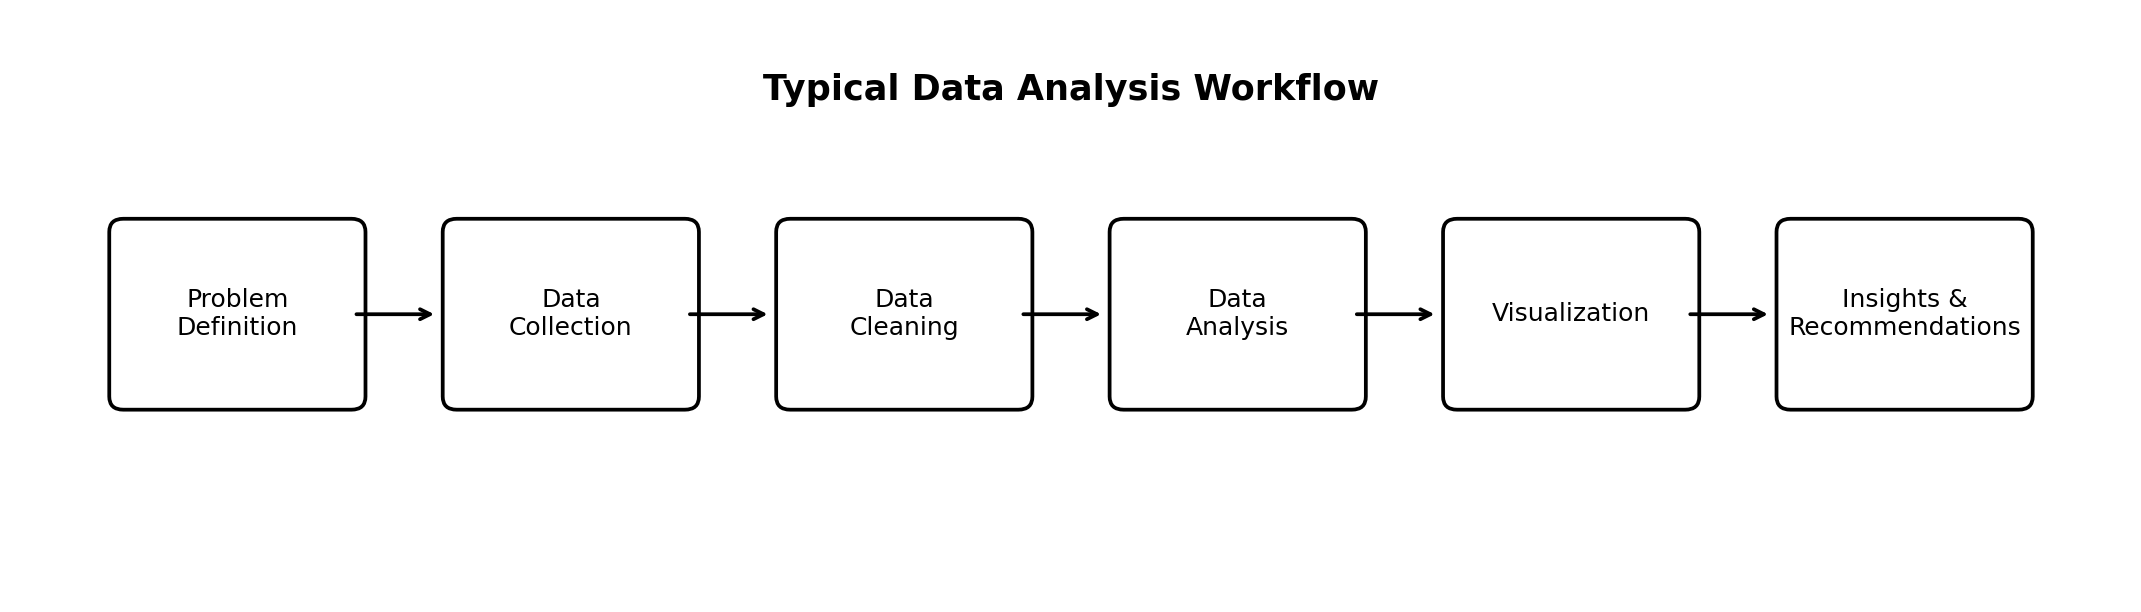 Typical Data Analysis Workflow
Problem
Definition
Data
Collection
Data
Cleaning
Data
Analysis
Visualization
Insights &
Recommendations